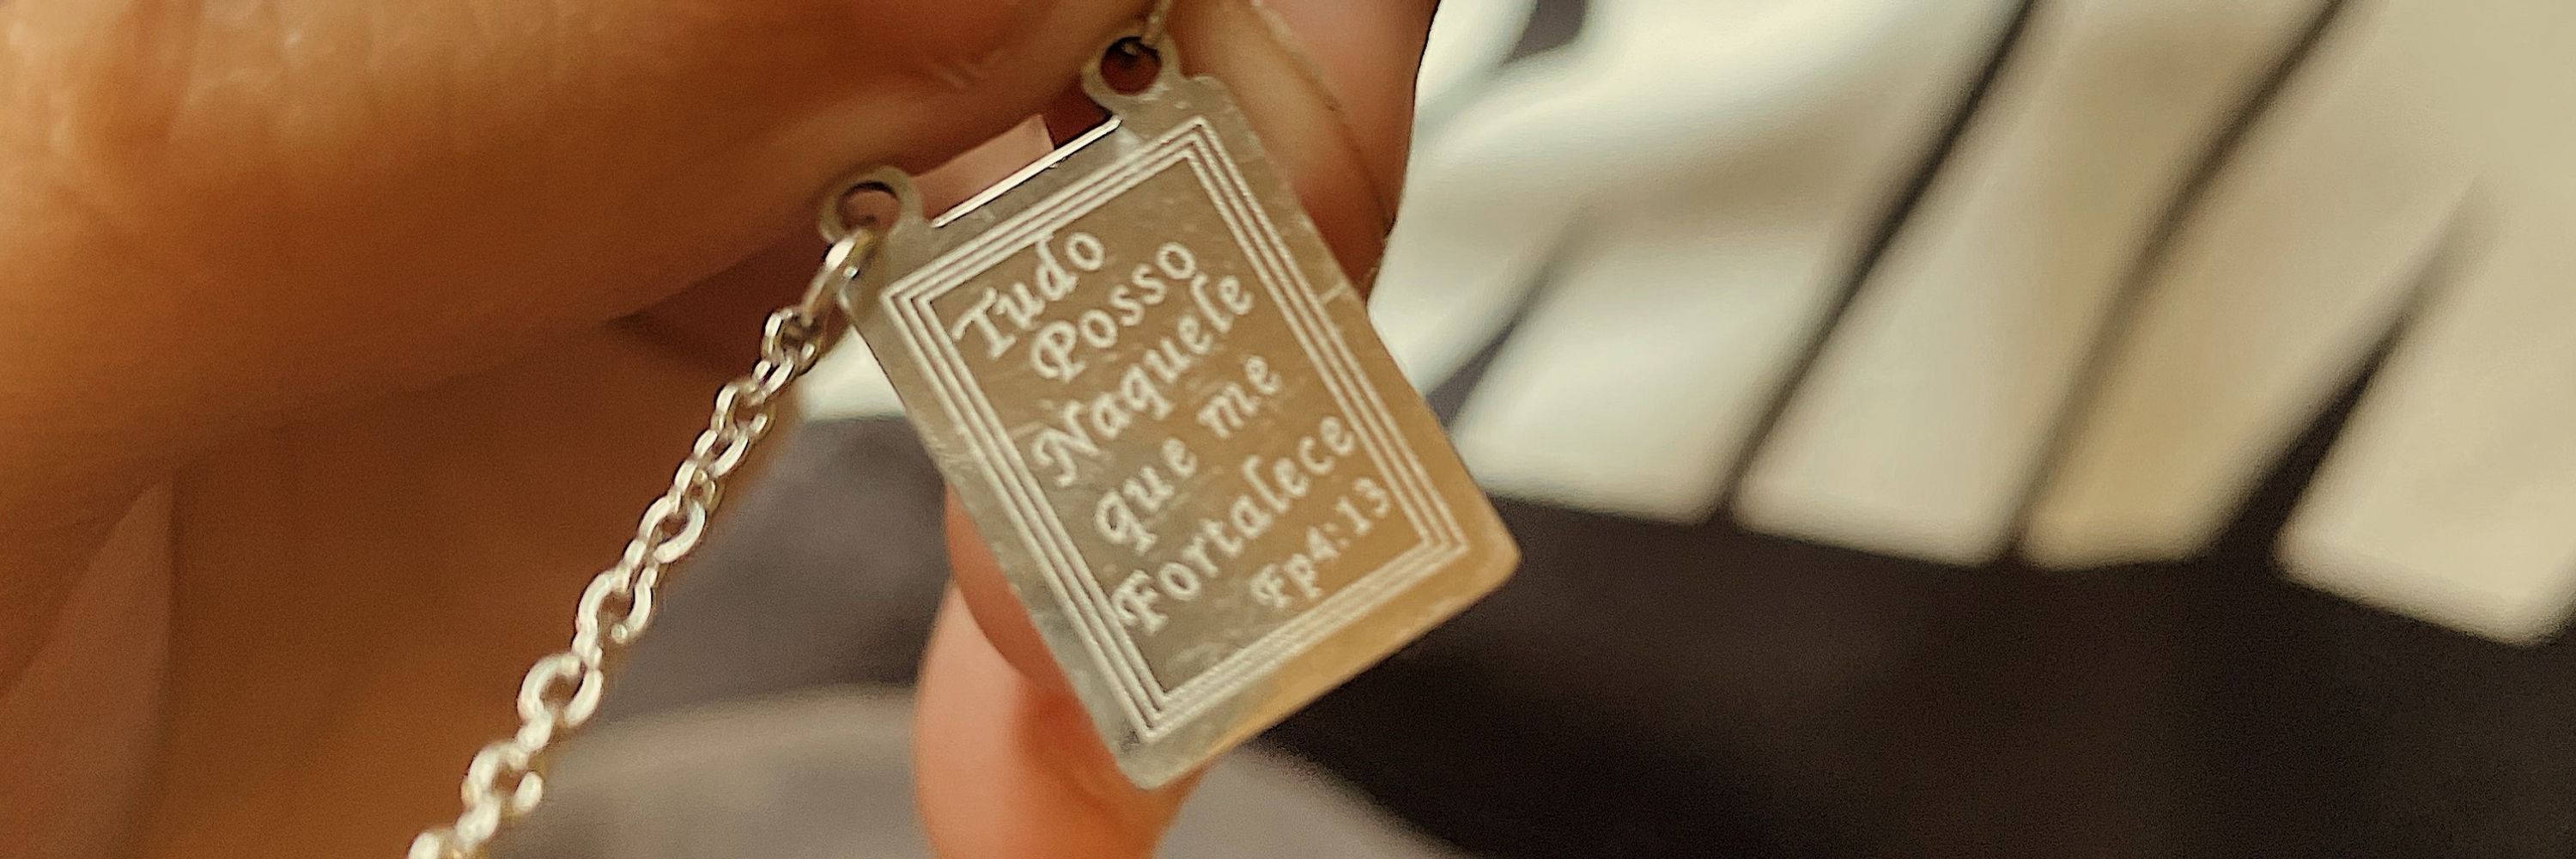 Tudo
Posso
Naquele
que me
Fortalece
Fp4:13